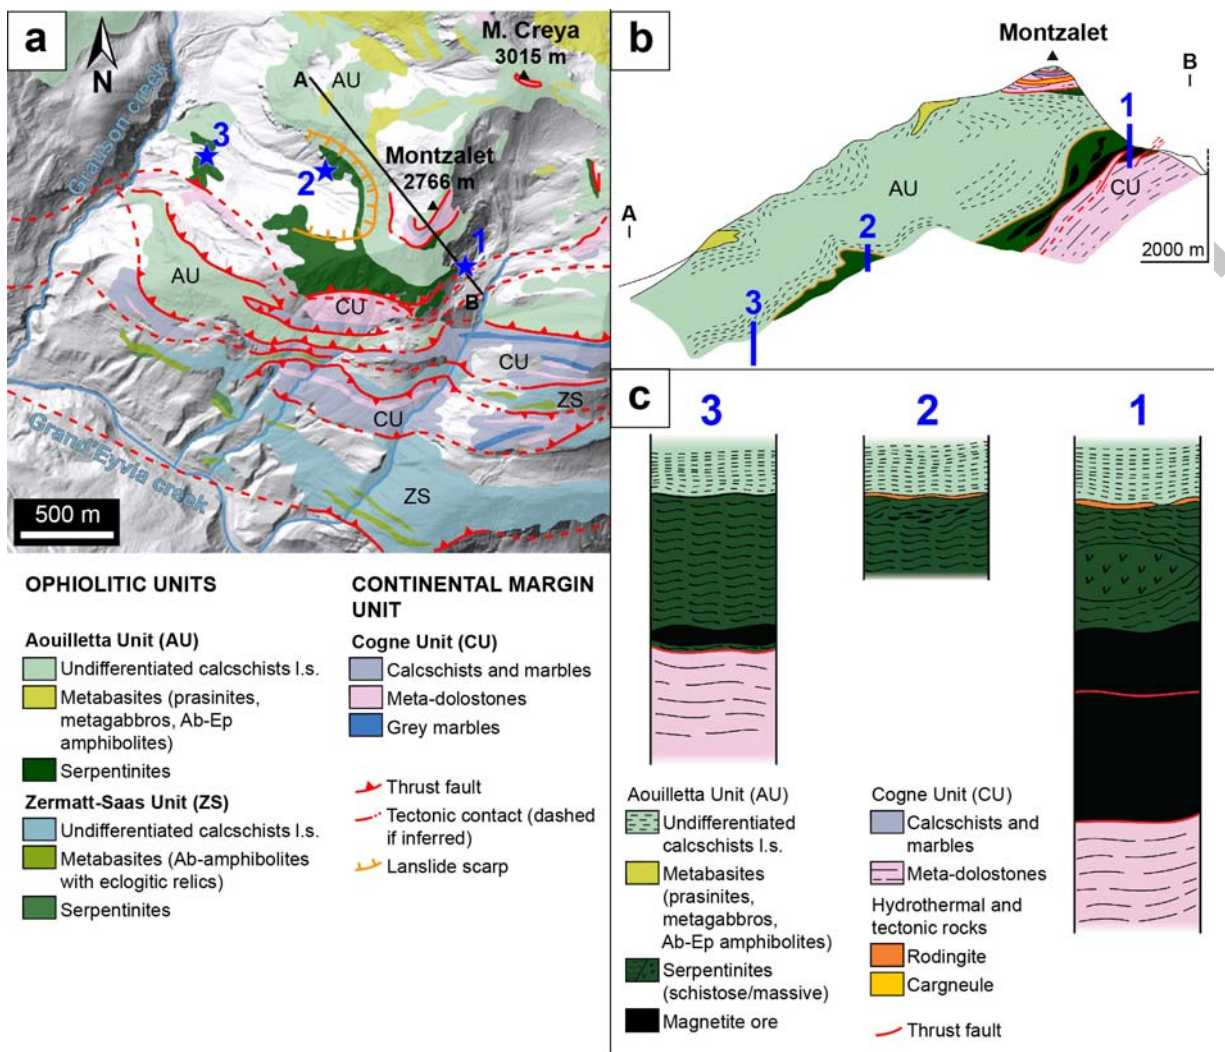 a
N
Grauson creek
A
AU
M. Creya
3015 m
3
2
Montzalet
2766 m
1
B
AU
CU
CU
ZS
CU
Grand'Eyvia creek
ZS
500 m
OPHIOLITIC UNITS
Aouilletta Unit (AU)
Undifferentiated calcschists l.s.
Metabasites (prasinites,
metagabbros, Ab-Ep
amphibolites)
Serpentinites
Zermatt-Saas Unit (ZS)
Undifferentiated calcschists l.s.
Metabasites (Ab-amphibolites
with eclogitic relics)
Serpentinites
CONTINENTAL MARGIN
UNIT
Cogne Unit (CU)
Calcschists and marbles
Meta-dolostones
Grey marbles
Thrust fault
Tectonic contact (dashed
if inferred)
Lanslide scarp
b
Montzalet
B
1
AU
CU
A
2
2000 m
3
c
3
2
1
Aouilletta Unit (AU)
Undifferentiated
calcschists l.s.
Metabasites
(prasinites,
metagabbros,
Ab-Ep amphibolites)
Serpentinites
(schistose/massive)
Magnetite ore
Cogne Unit (CU)
Calcschists and
marbles
Meta-dolostones
Hydrothermal and
tectonic rocks
Rodingite
Cargneule
Thrust fault